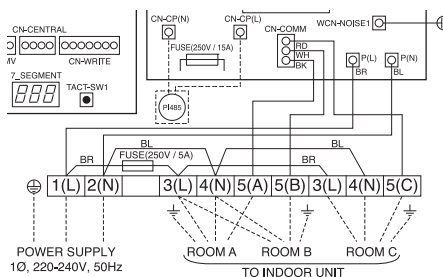 CN-CP(N)
CN-CP(L)
CN-COMM
WCN-NOISE1
CN-CENTRAL
MV
CN-WRITE
FUSE(250V / 15A)
RD
WH
BK
P(L)
P(N)
BR
BL
7_SEGMENT
TACT-SW1
PI485
BL
BL
BR
FUSE(250V / 5A)
BR
1(L)
2(N)
3(L)
4(N)
5(A)
5(B)
3(L)
4(N)
5(C)
POWER SUPPLY
1Ø, 220-240V, 50Hz
ROOM A
ROOM B
ROOM C
TO INDOOR UNIT